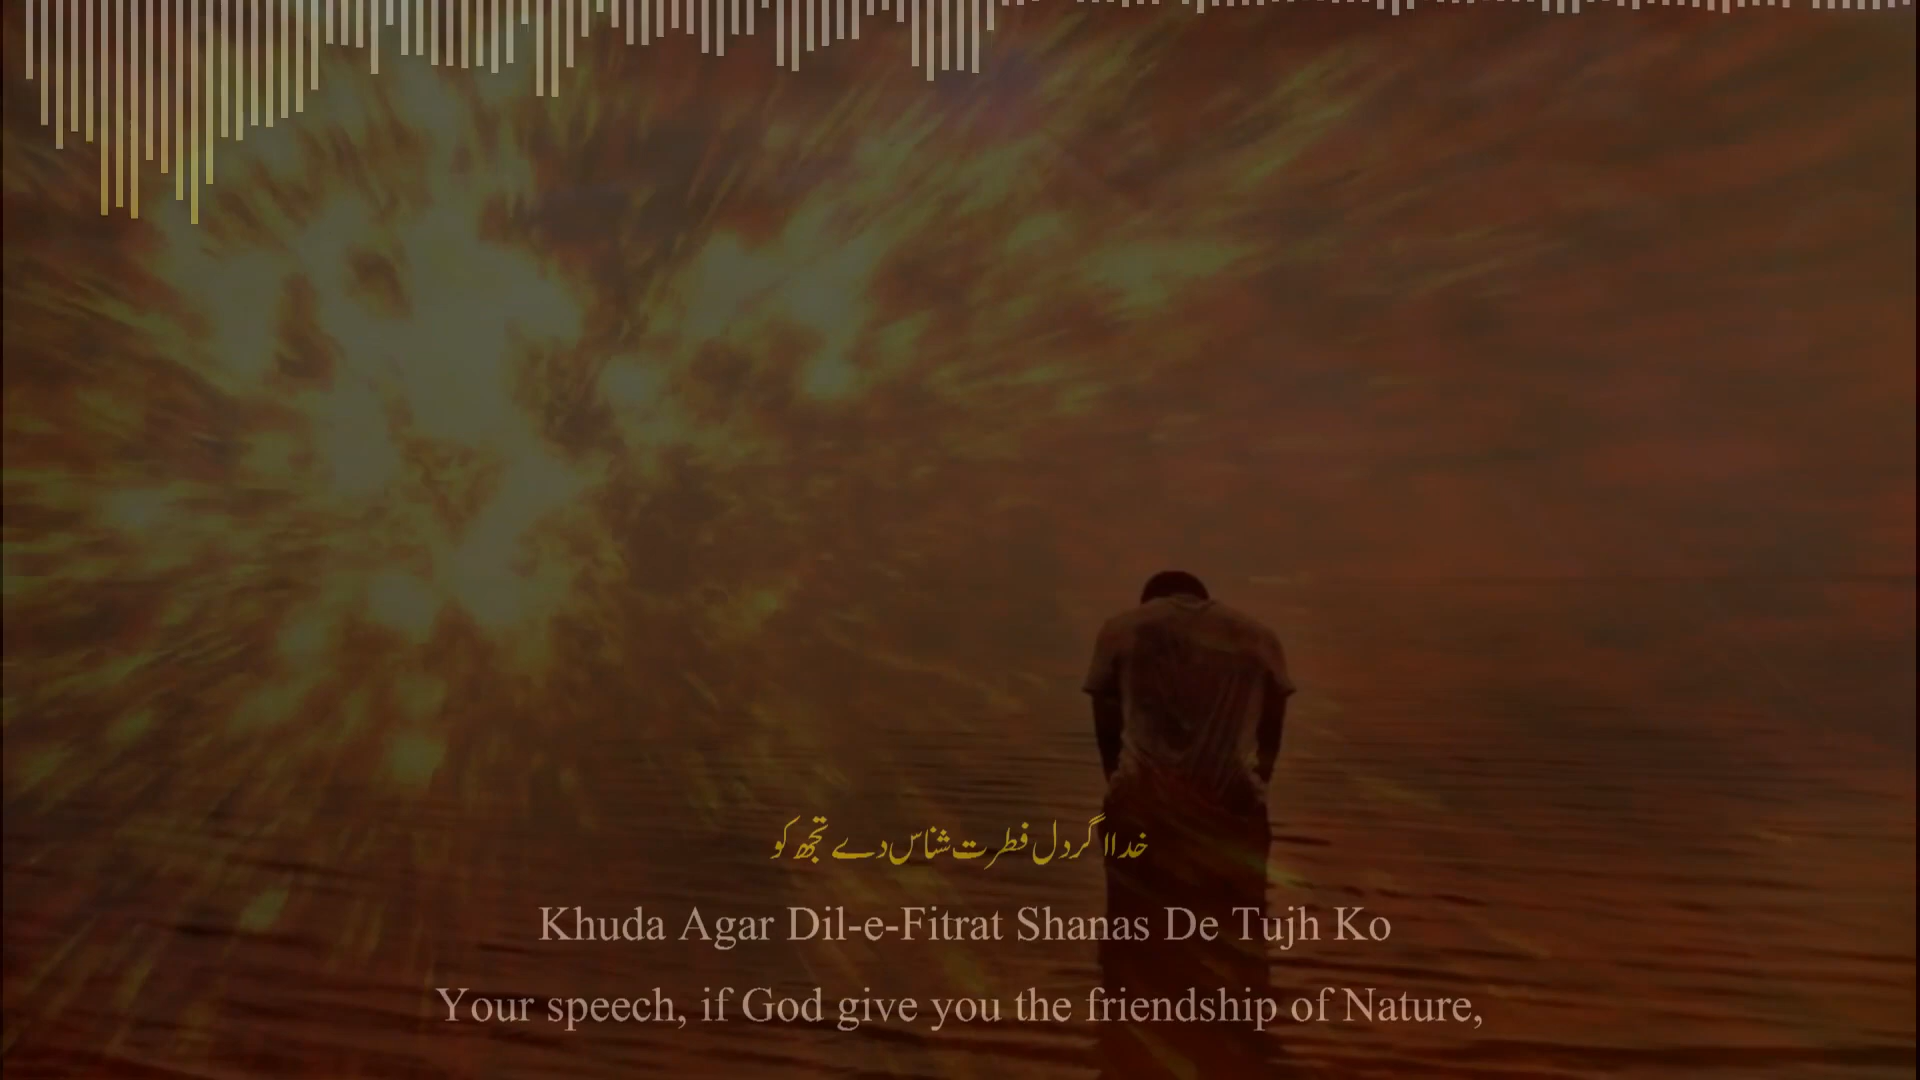 خدا اگر دل فطرت شناس دے تجھ کو
Khuda Agar Dil-e-Fitrat Shanas De Tujh Ko
Your speech, if God give you the friendship of Nature,